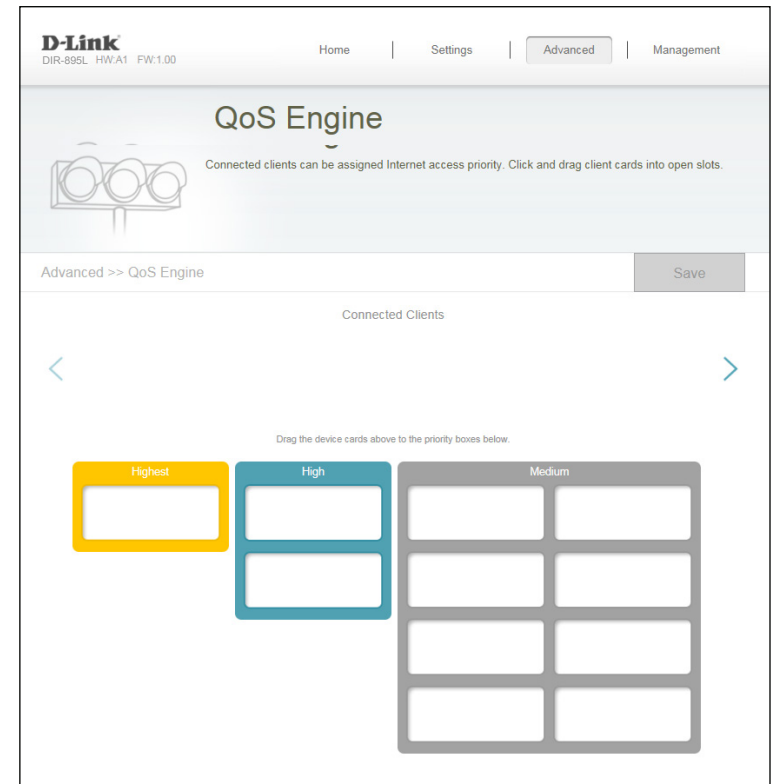 D-Link
DIR-895L HW:A1 FW:1.00
Home
Settings
Advanced
Management
QoS Engine
Connected clients can be assigned Internet access priority. Click and drag client cards into open slots.
Advanced >> QoS Engine
Save
Connected Clients
Drag the device cards above to the priority boxes below.
Highest
High
Medium